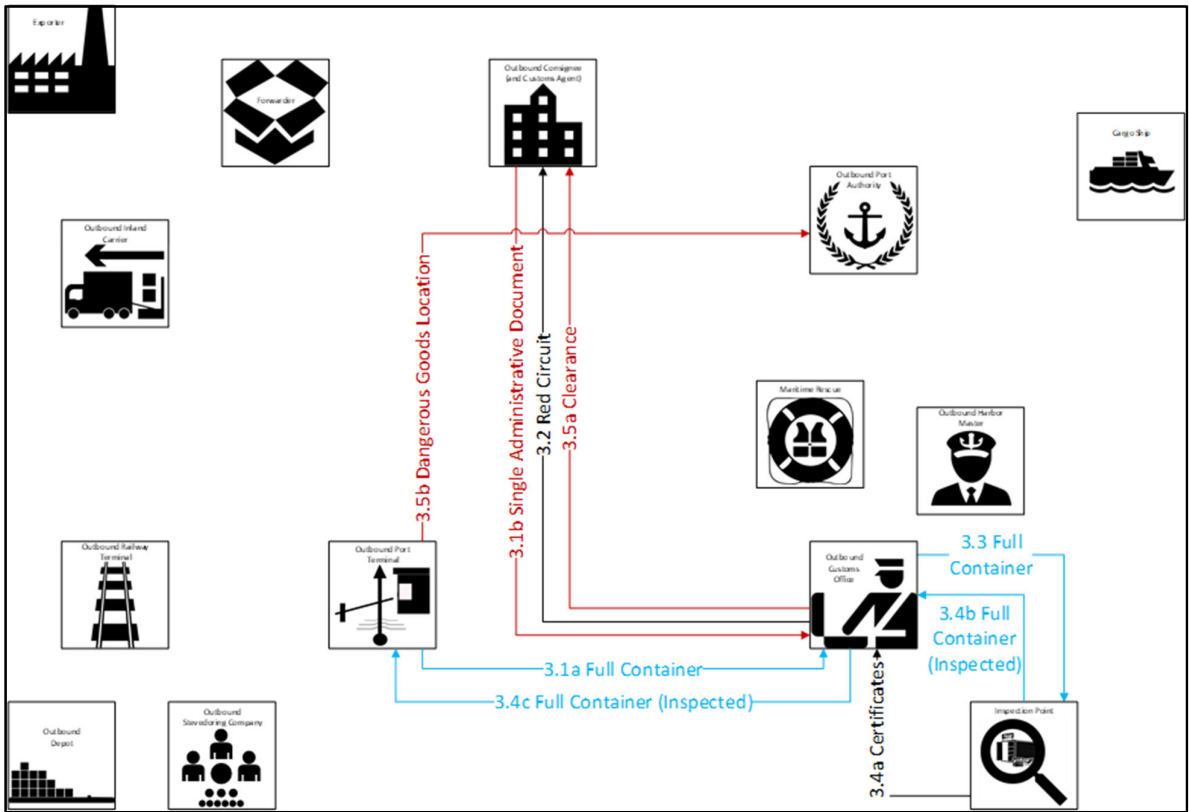 Exporter
Forwarder
Outbound Consignee
(and Customs Agent)
Cargo Ship
Outbound Port
Authority
Outbound Inland
Carrier
3.5b Dangerous Goods Location
3.1b Single Administrative Document
3.2 Red Circuit
3.5a Clearance
Maritime Rescue
Outbound Harbor
Master
Outbound Railway
Terminal
Outbound Port
Terminal
Outbound
Customs
Office
3.3 Full
Container
3.4b Full
Container
(Inspected)
3.1a Full Container
3.4c Full Container (Inspected)
3.4a Certificates
Inspection Point
Outbound
Depot
Outbound
Stevedoring Company